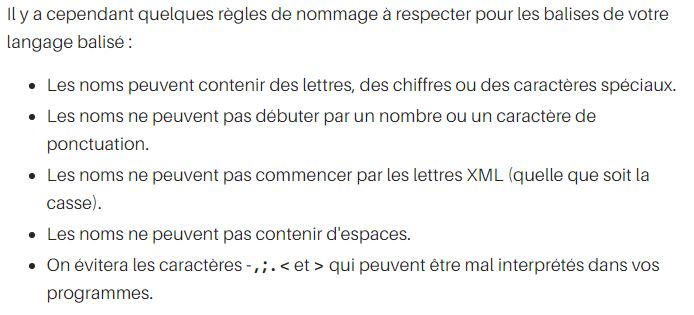 Il y a cependant quelques règles de nommage à respecter pour les balises de votre
langage balisé :
• Les noms peuvent contenir des lettres, des chiffres ou des caractères spéciaux.
• Les noms ne peuvent pas débuter par un nombre ou un caractère de
ponctuation.
• Les noms ne peuvent pas commencer par les lettres XML (quelle que soit la
casse).
• Les noms ne peuvent pas contenir d'espaces.
• On évitera les caractères - , ; . < et > qui peuvent être mal interprétés dans vos
programmes.